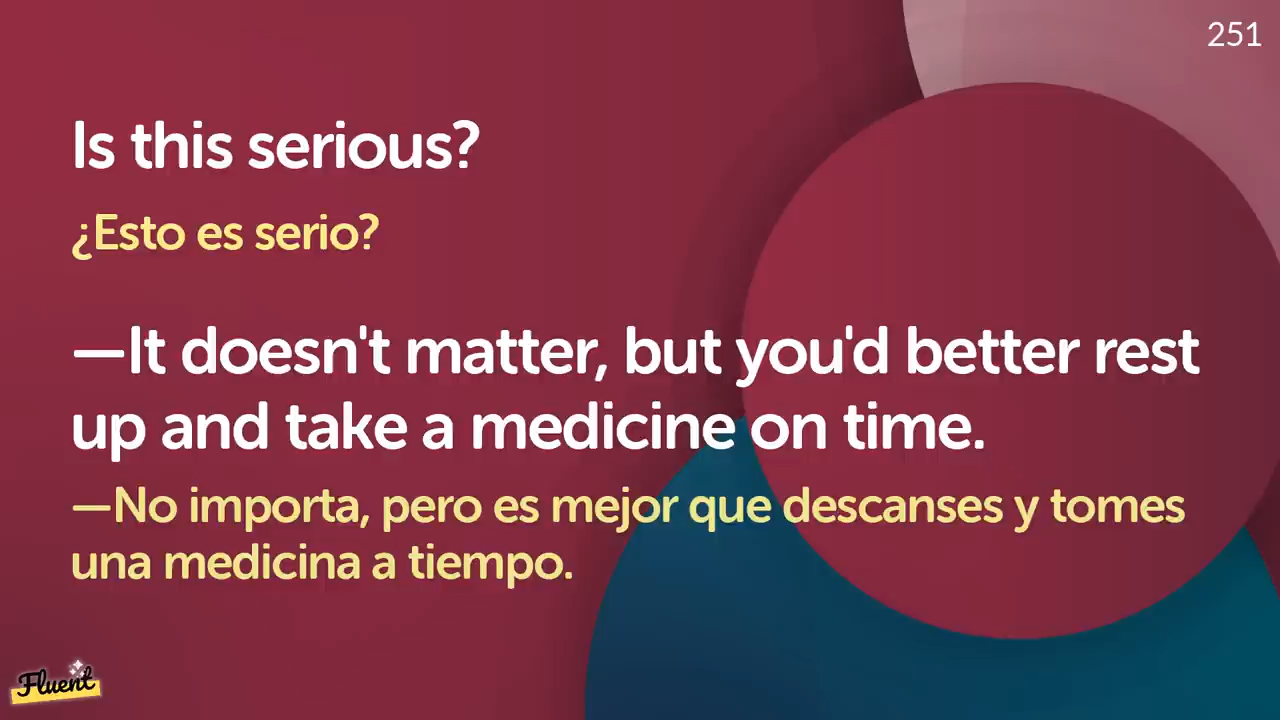 251
Is this serious?
¿Esto es serio?
—It doesn't matter, but you'd better rest
up and take a medicine on time.
—No importa, pero es mejor que descanses y tomes
una medicina a tiempo.
Fluent